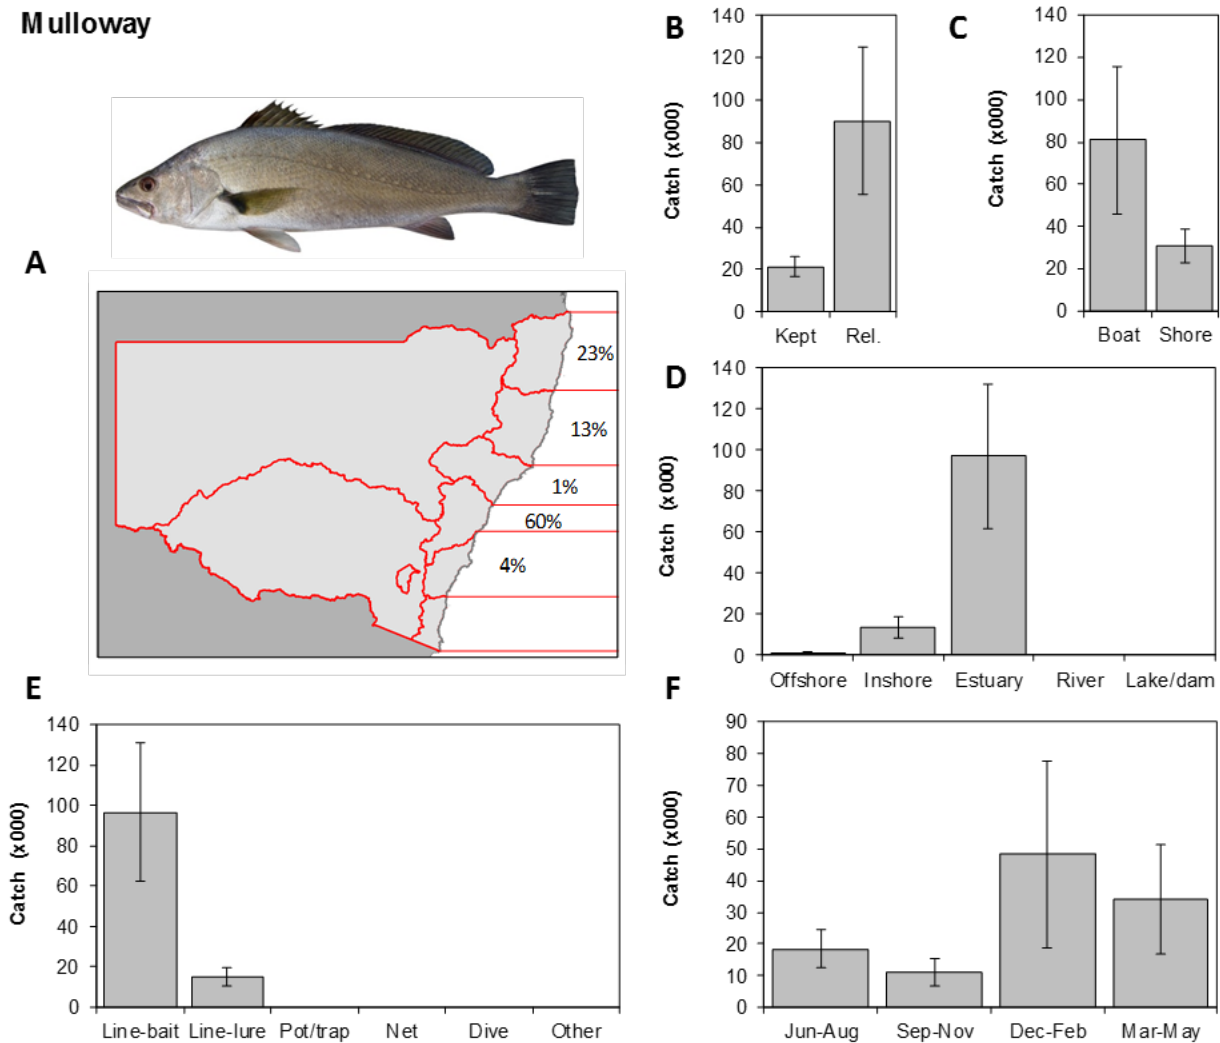 Mulloway
A
23%
13%
1%
60%
4%
B
Catch (x000)
140
120
100
80
60
40
20
0
Kept Rel.
C
Catch (x000)
140
120
100
80
60
40
20
0
Boat Shore
D
Catch (x000)
140
120
100
80
60
40
20
0
Offshore Inshore Estuary River Lake/dam
E
Catch (x000)
140
120
100
80
60
40
20
0
Line-bait Line-lure Pot/trap Net Dive Other
F
Catch (x000)
90
80
70
60
50
40
30
20
10
0
Jun-Aug Sep-Nov Dec-Feb Mar-May